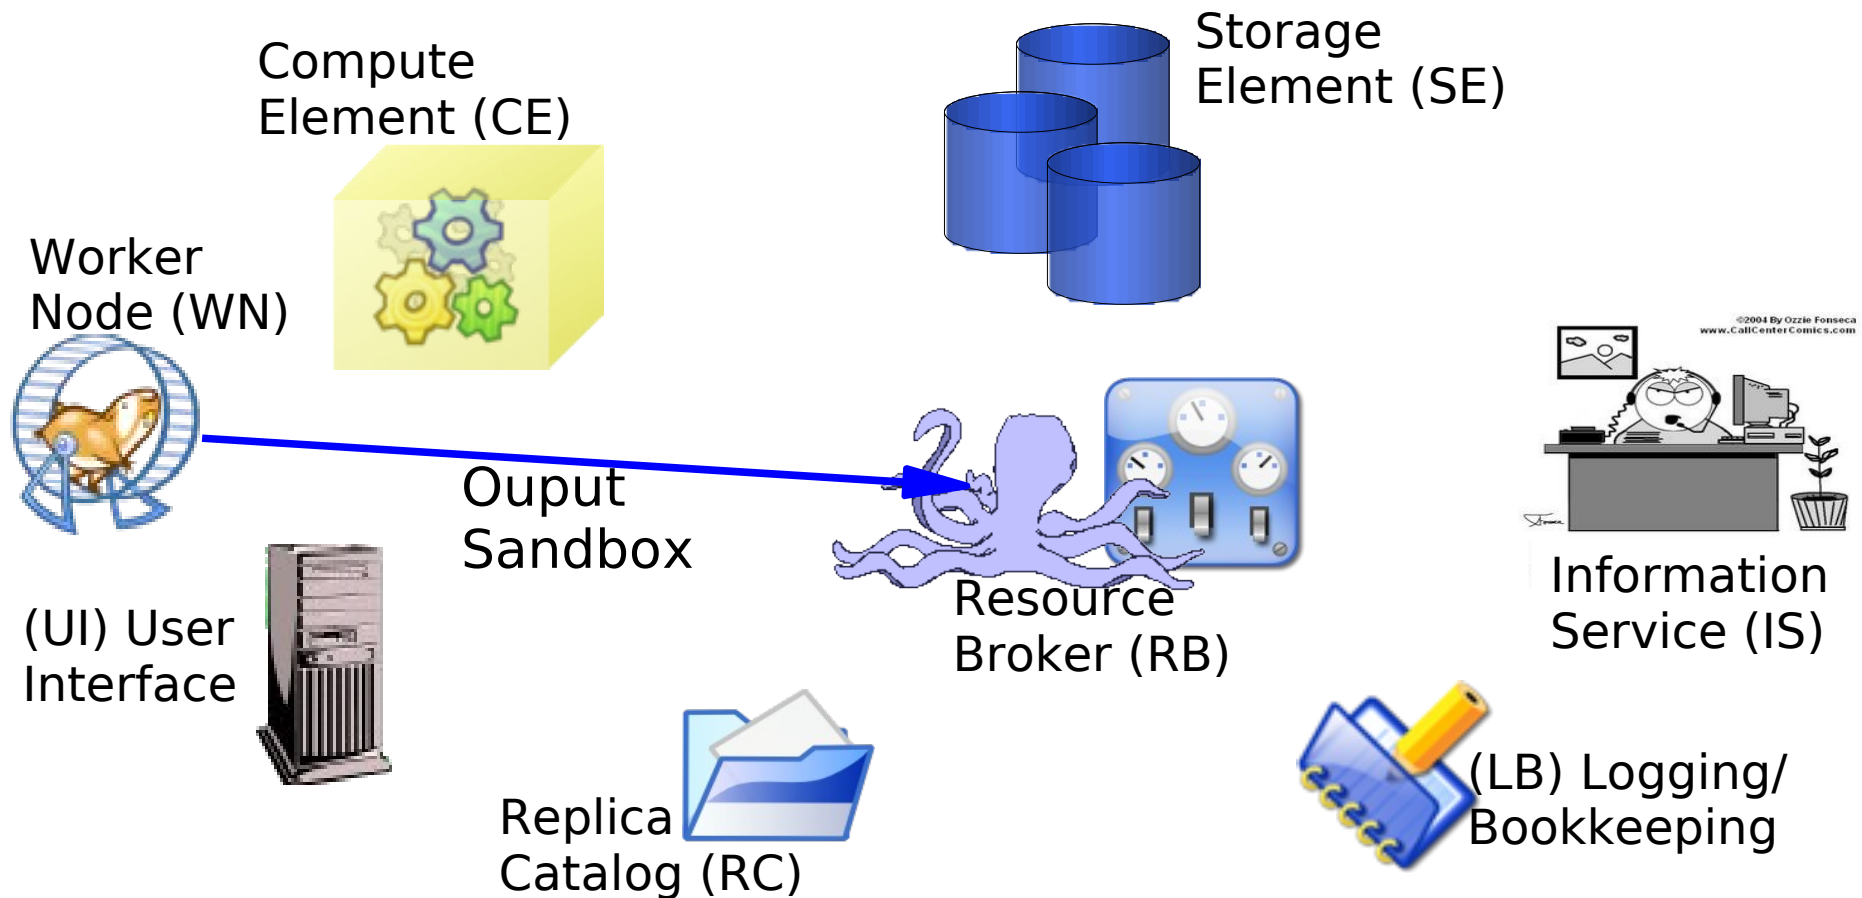 Compute
Element (CE)
Storage
Element (SE)
Worker
Node (WN)
©2004 By Ozzie Fonseca
www.CallCenterComics.com
Ouput
Sandbox
Resource
Broker (RB)
Information
Service (IS)
(UI) User
Interface
Replica
Catalog (RC)
(LB) Logging/
Bookkeeping